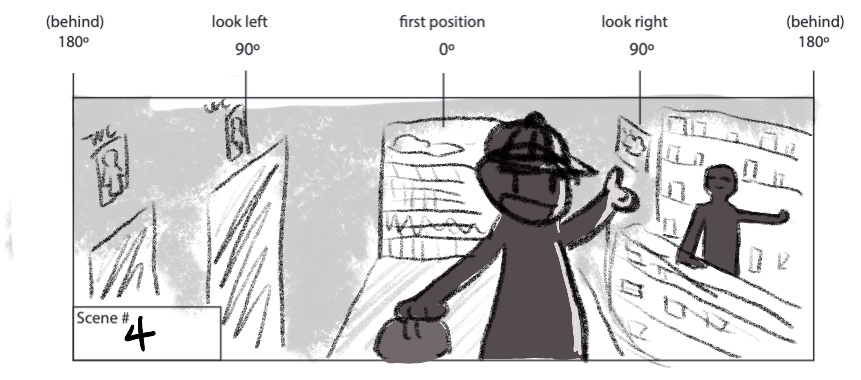 (behind) look left first position look right (behind)
180º 90º 0º 90º 180º
WC
WC
Scene # 4